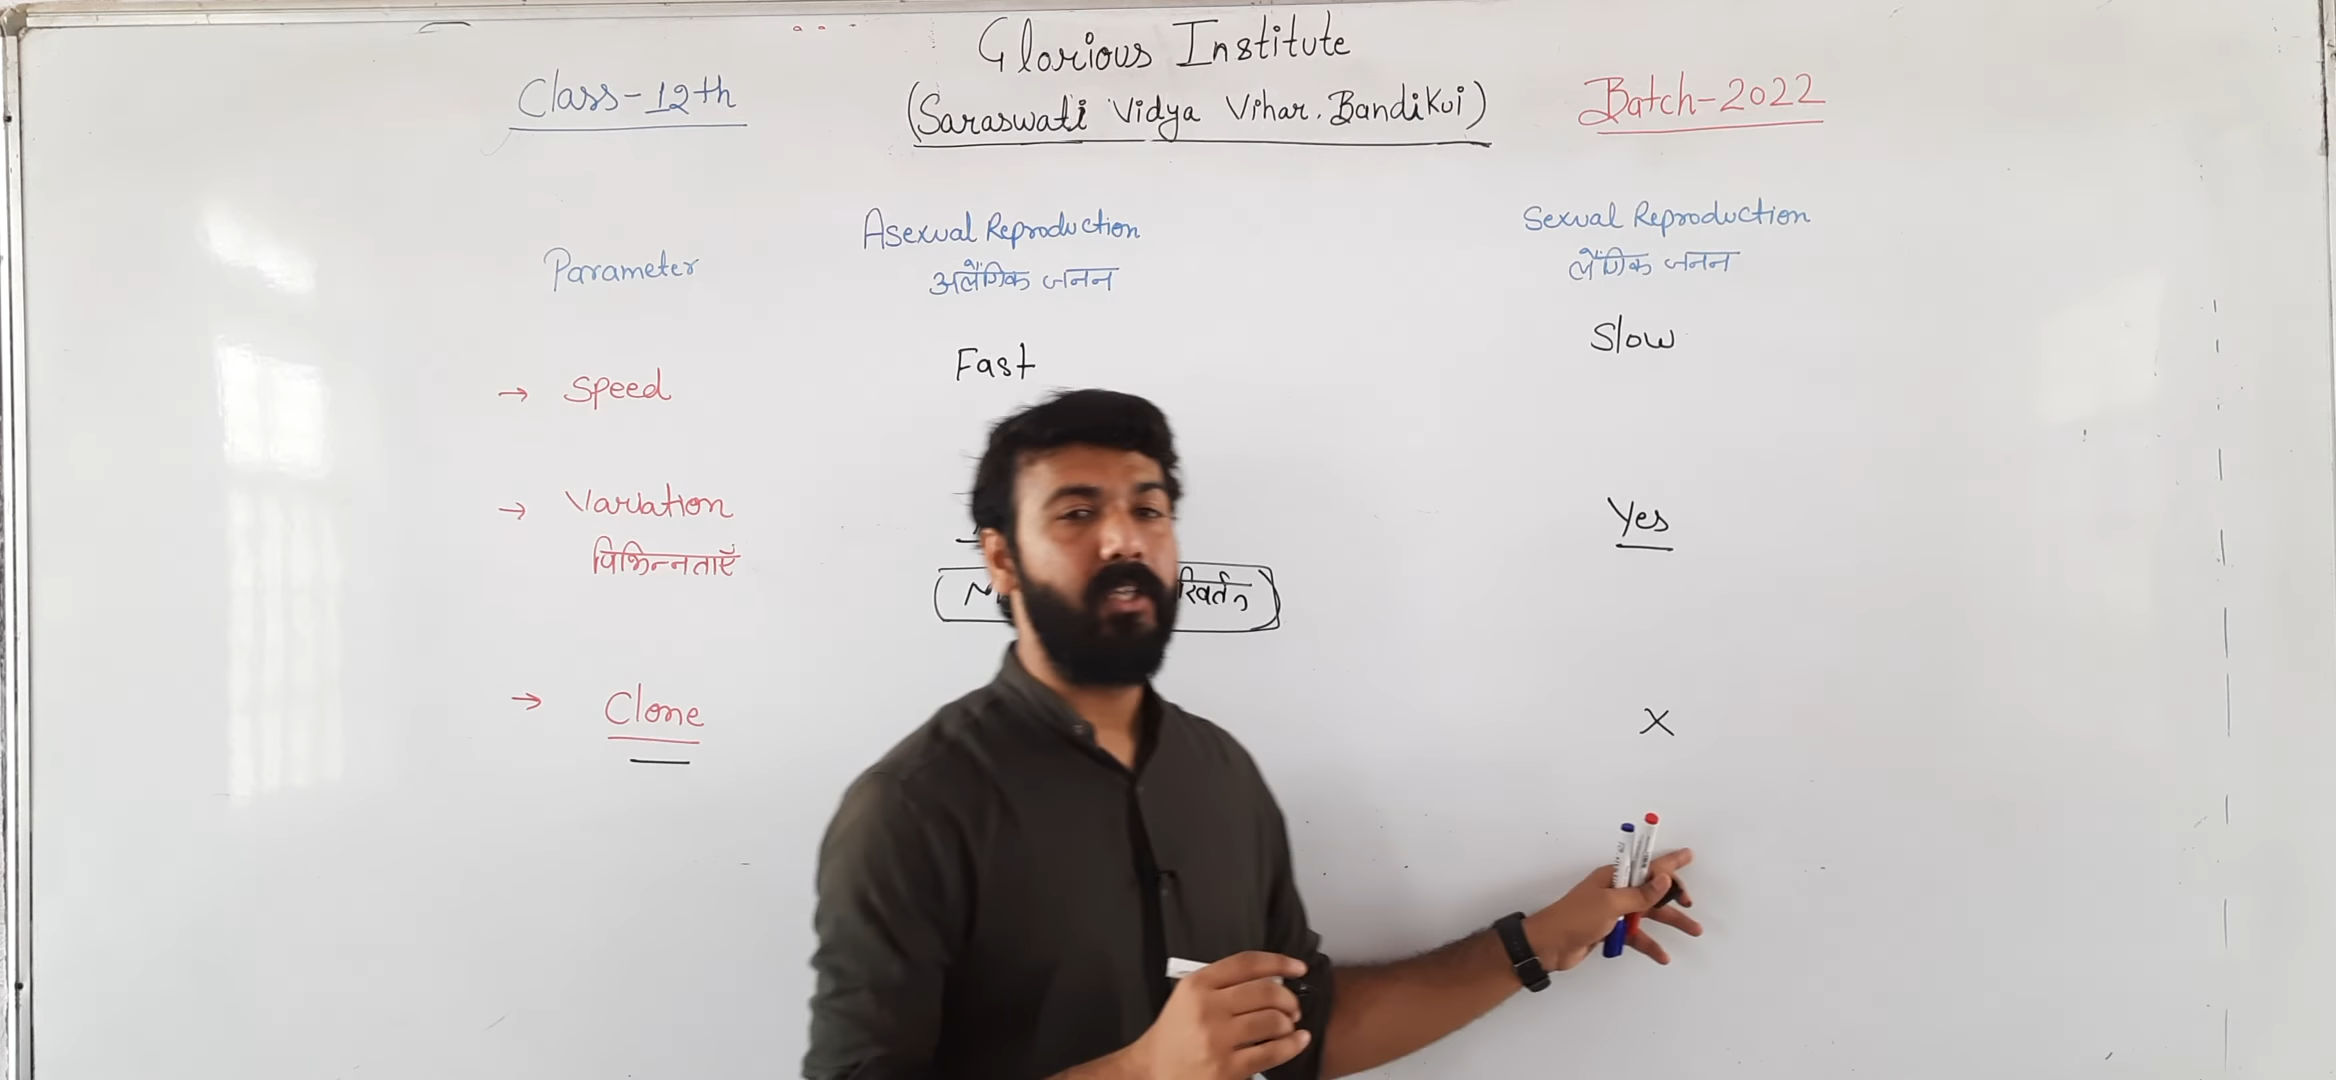 Glorious Institute
Class-12th
(Saraswati Vidya Vihar. Bandikui)
Batch-2022
Parameter
Asexual Reproduction
अलैंगिक जनन
Sexual Reproduction
लैंगिक जनन
→ Speed
Fast
Slow
→ Variation
विभिन्नताएँ
Yes
→ Clone
X